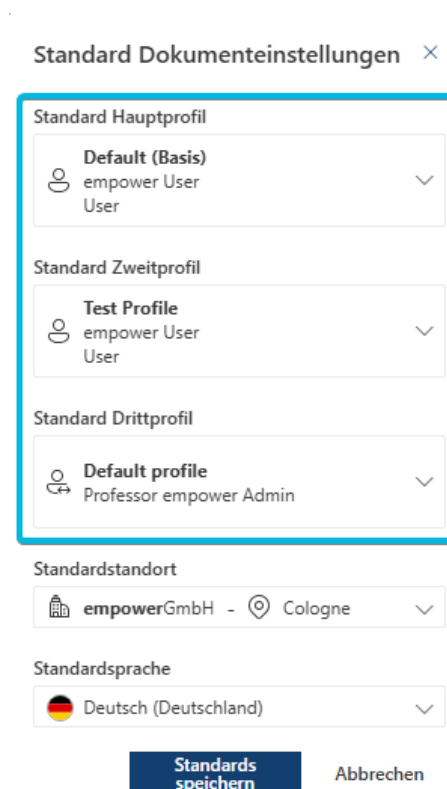 Standard Dokumenteinstellungen
Standard Hauptprofil
Default (Basis)
empower User
User
Standard Zweitprofil
Test Profile
empower User
User
Standard Drittprofil
Default profile
Professor empower Admin
Standardstandort
empowerGmbH - Cologne
Standardsprache
Deutsch (Deutschland)
Standards
speichern Abbrechen